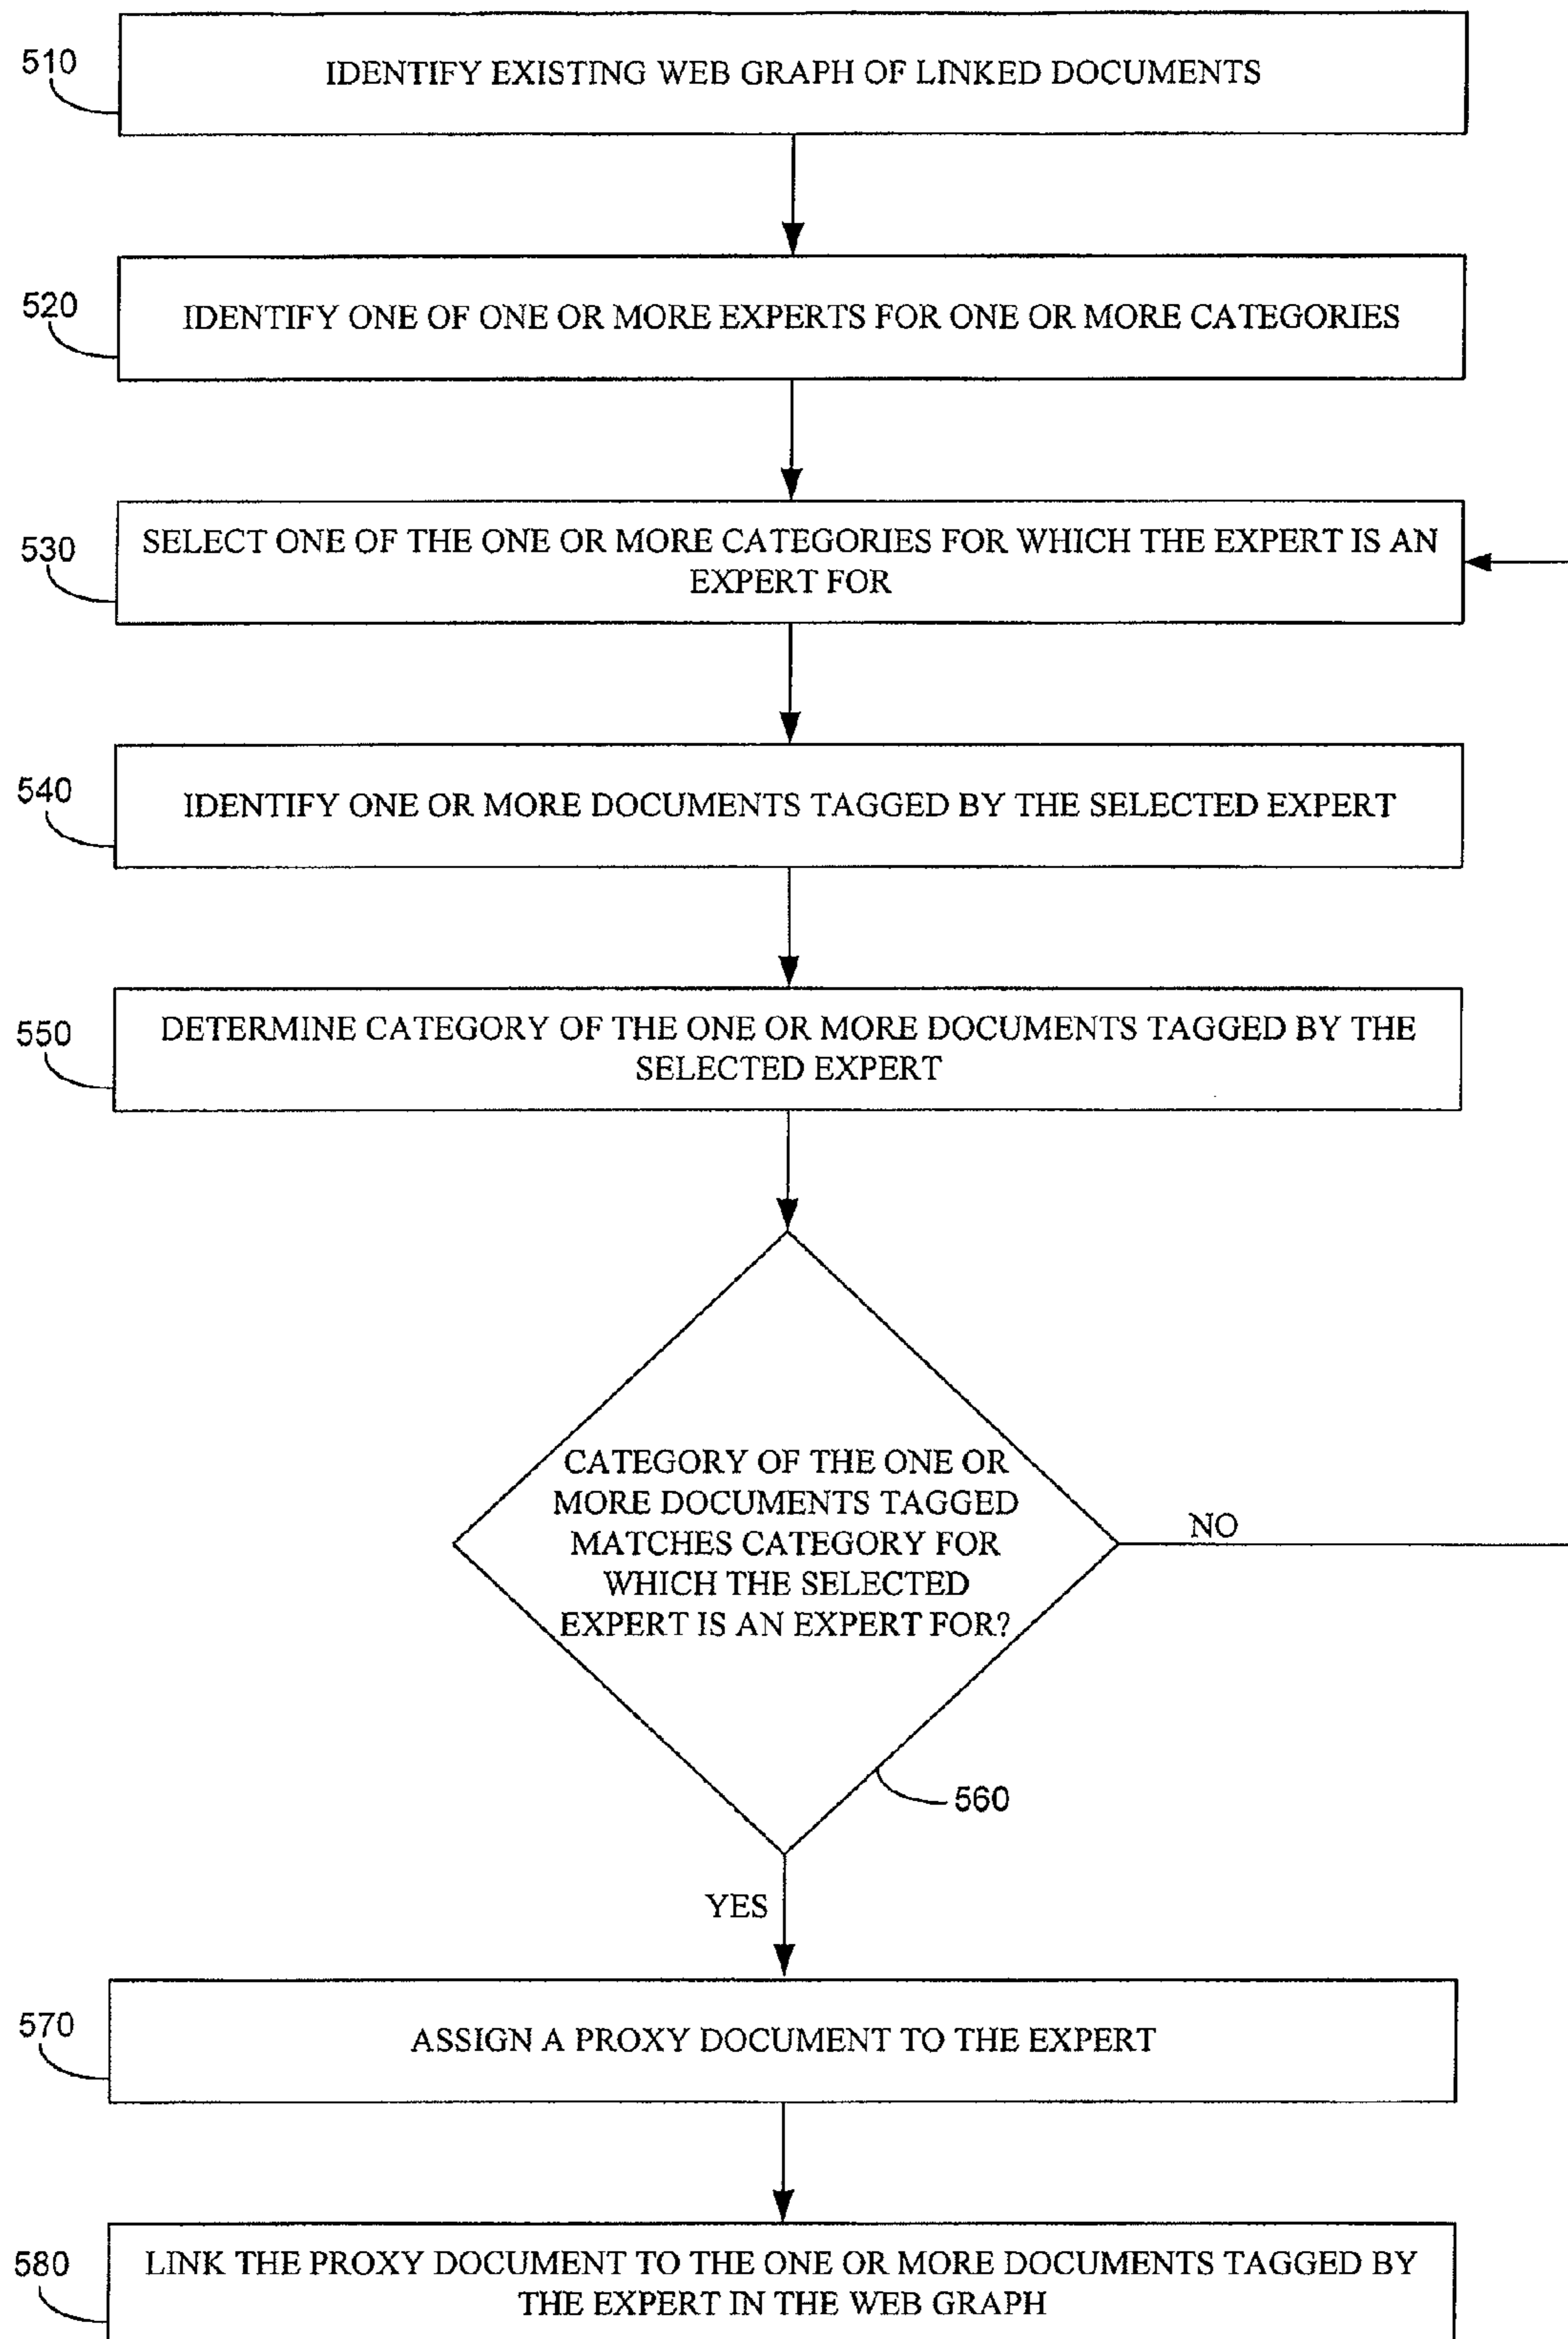 510
IDENTIFY EXISTING WEB GRAPH OF LINKED DOCUMENTS
520
IDENTIFY ONE OF ONE OR MORE EXPERTS FOR ONE OR MORE CATEGORIES
530
SELECT ONE OF THE ONE OR MORE CATEGORIES FOR WHICH THE EXPERT IS AN
EXPERT FOR
540
IDENTIFY ONE OR MORE DOCUMENTS TAGGED BY THE SELECTED EXPERT
550
DETERMINE CATEGORY OF THE ONE OR MORE DOCUMENTS TAGGED BY THE
SELECTED EXPERT
CATEGORY OF THE ONE OR
MORE DOCUMENTS TAGGED
MATCHES CATEGORY FOR
WHICH THE SELECTED
EXPERT IS AN EXPERT FOR?
NO
560
YES
570
ASSIGN A PROXY DOCUMENT TO THE EXPERT
580
LINK THE PROXY DOCUMENT TO THE ONE OR MORE DOCUMENTS TAGGED BY
THE EXPERT IN THE WEB GRAPH